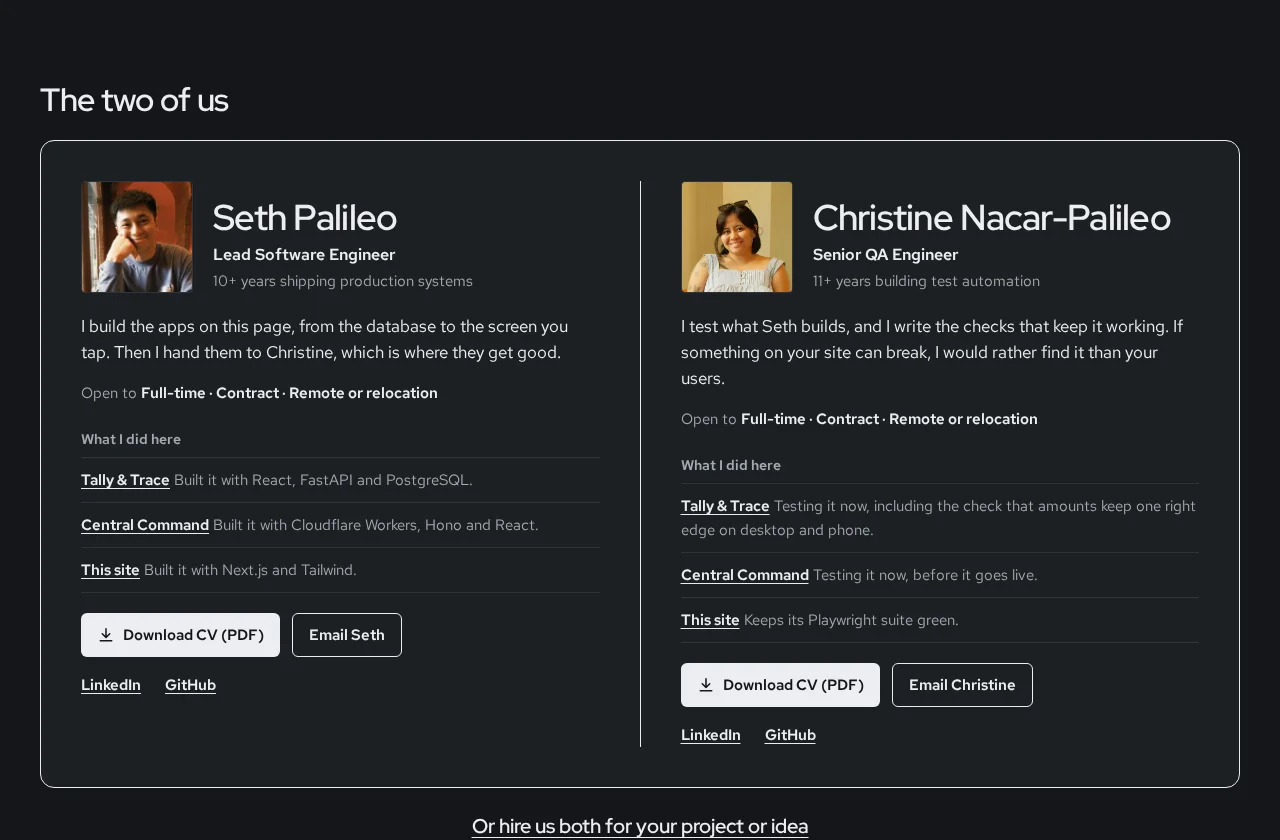 The two of us
Seth Palileo
Lead Software Engineer
10+ years shipping production systems
I build the apps on this page, from the database to the screen you
tap. Then I hand them to Christine, which is where they get good.
Open to Full-time · Contract · Remote or relocation
What I did here
Tally & Trace Built it with React, FastAPI and PostgreSQL.
Central Command Built it with Cloudflare Workers, Hono and React.
This site Built it with Next.js and Tailwind.
Download CV (PDF)
Email Seth
LinkedIn GitHub
Christine Nacar-Palileo
Senior QA Engineer
11+ years building test automation
I test what Seth builds, and I write the checks that keep it working. If
something on your site can break, I would rather find it than your
users.
Open to Full-time · Contract · Remote or relocation
What I did here
Tally & Trace Testing it now, including the check that amounts keep one right
edge on desktop and phone.
Central Command Testing it now, before it goes live.
This site Keeps its Playwright suite green.
Download CV (PDF)
Email Christine
LinkedIn GitHub
Or hire us both for your project or idea